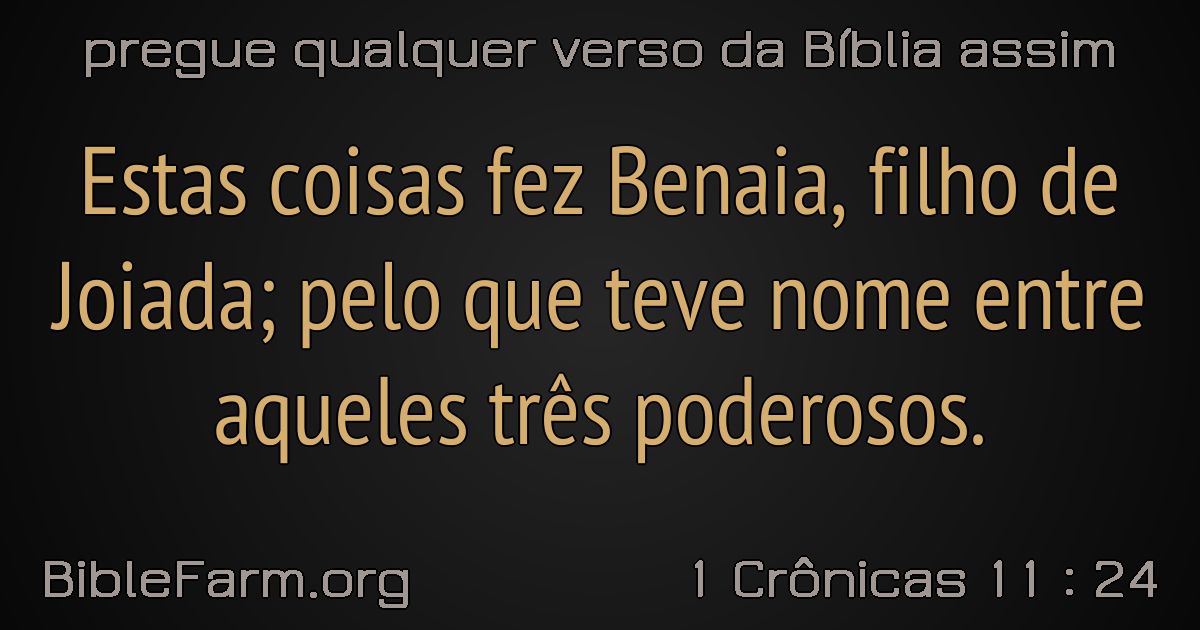 pregue qualquer verso da Bíblia assim
Estas coisas fez Benaia, filho de
Joiada; pelo que teve nome entre
aqueles três poderosos.
BibleFarm.org
1 Crônicas 11 : 24